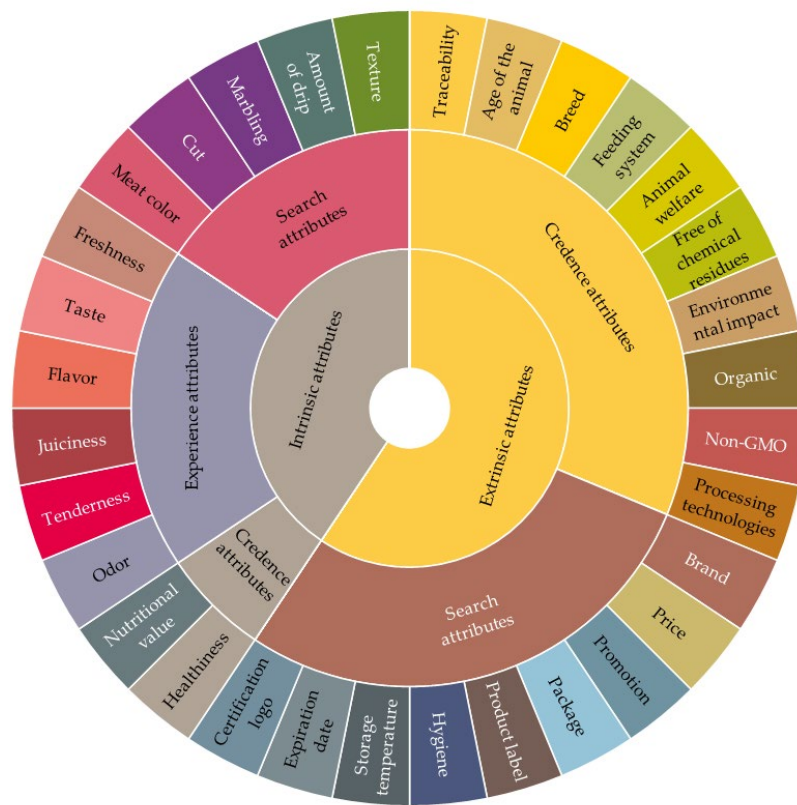 Intrinsic attributes
Extrinsic attributes
Search
attributes
Experience attributes
Credence
attributes
Credence attributes
Search
attributes
Traceability
Age of the
animal
Breed
Feeding
system
Animal
welfare
Free of
chemical
residues
Environme
ntal impact
Organic
Non-GMO
Processing
technologies
Brand
Price
Promotion
Package
Product label
Hygiene
Storage
temperature
Expiration
date
Certification
logo
Healthiness
Nutritional
value
Odor
Tenderness
Juiciness
Flavor
Taste
Freshness
Meat color
Cut
Marbling
Amount
of drip
Texture